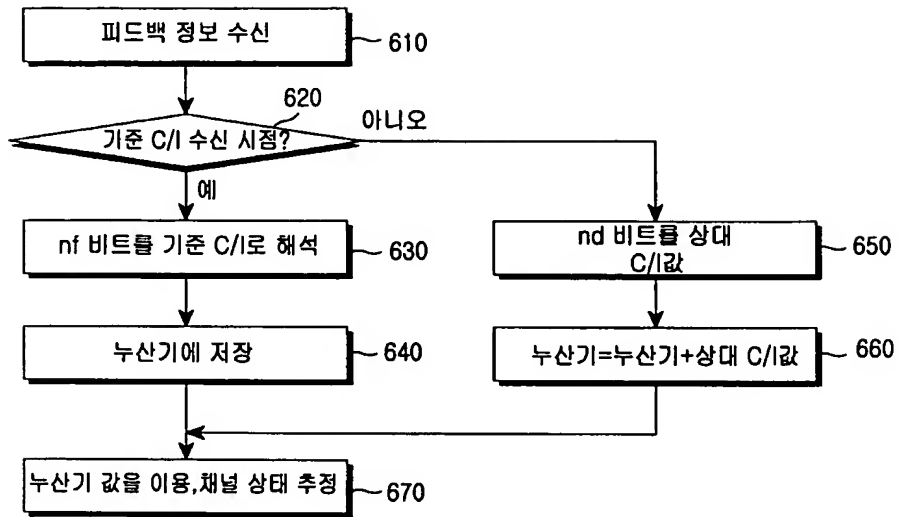 피드백 정보 수신
610
620
기준 C/I 수신 시점?
아니오
예
nf 비트를 기준 C/I로 해석
630
nd 비트를 상대
C/I값
650
누산기에 저장
640
누산기=누산기+상대 C/I값
660
누산기 값을 이용,채널 상태 추정
670